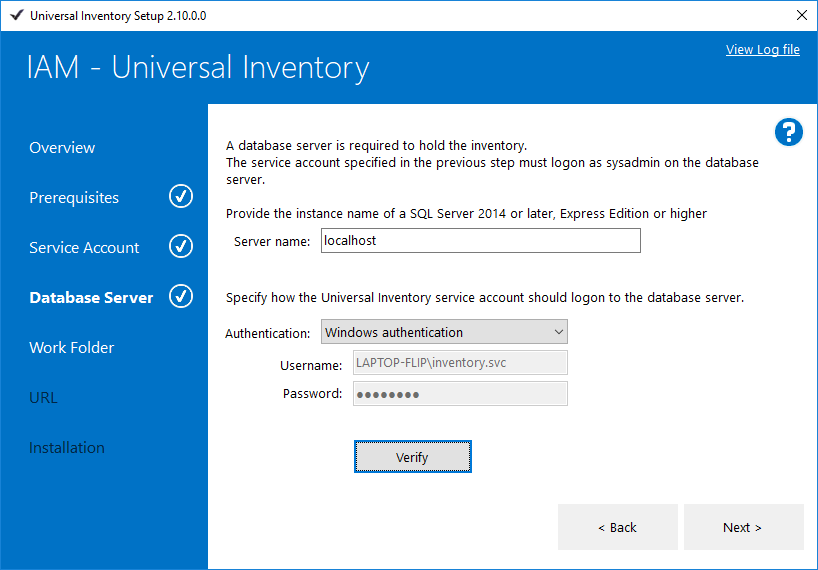 Universal Inventory Setup 2.10.0.0
View Log file
IAM - Universal Inventory
Overview
Prerequisites
Service Account
Database Server
Work Folder
URL
Installation
?
A database server is required to hold the inventory.
The service account specified in the previous step must logon as sysadmin on the database
server.
Provide the instance name of a SQL Server 2014 or later, Express Edition or higher
Server name: localhost
Specify how the Universal Inventory service account should logon to the database server.
Authentication: Windows authentication
Username: LAPTOP-FLIP\inventory.svc
Password: ●●●●●●●●
Verify
< Back Next >